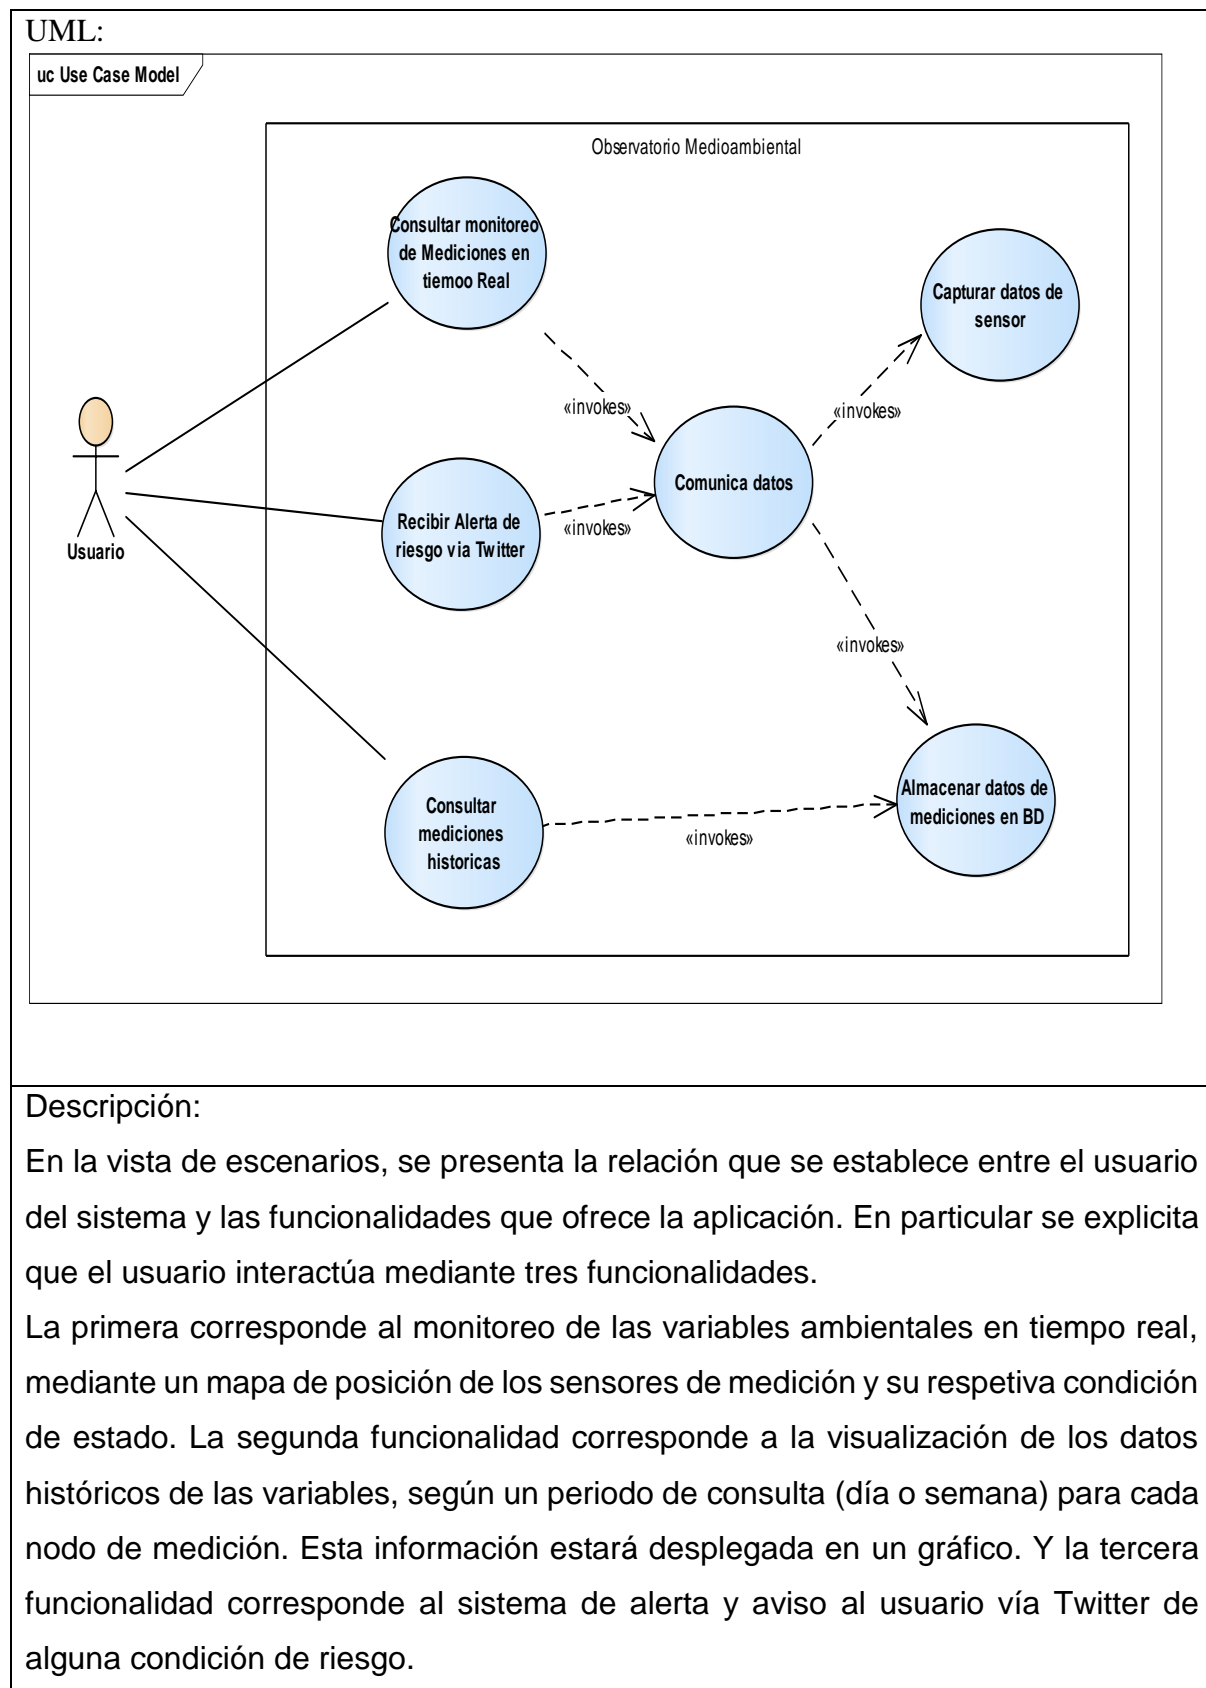 UML:
uc Use Case Model
Observatorio Medioambiental
Consultar monitoreo
de Mediciones en
tiemoo Real
Capturar datos de
sensor
«invokes»
«invokes»
Comunica datos
Recibir Alerta de
riesgo via Twitter
«invokes»
Usuario
«invokes»
Almacenar datos de
mediciones en BD
Consultar
mediciones
historicas
«invokes»
Descripción:
En la vista de escenarios, se presenta la relación que se establece entre el usuario
del sistema y las funcionalidades que ofrece la aplicación. En particular se explicita
que el usuario interactúa mediante tres funcionalidades.
La primera corresponde al monitoreo de las variables ambientales en tiempo real,
mediante un mapa de posición de los sensores de medición y su respetiva condición
de estado. La segunda funcionalidad corresponde a la visualización de los datos
históricos de las variables, según un periodo de consulta (día o semana) para cada
nodo de medición. Esta información estará desplegada en un gráfico. Y la tercera
funcionalidad corresponde al sistema de alerta y aviso al usuario vía Twitter de
alguna condición de riesgo.